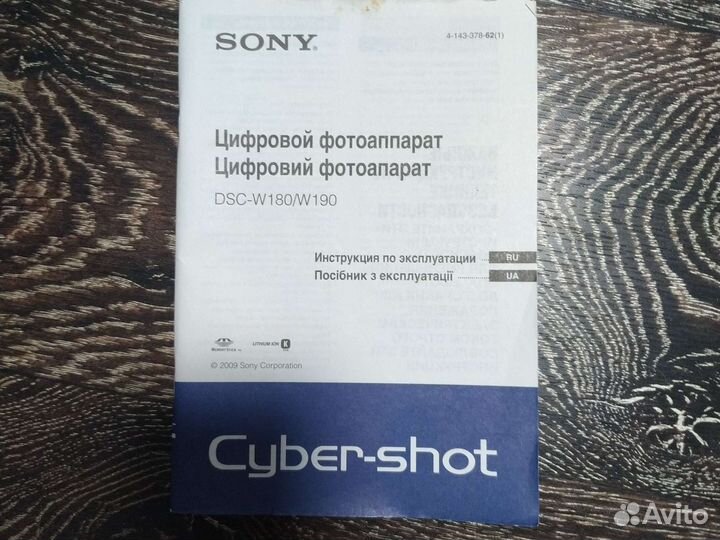 SONY
4-143-378-62(1)
Цифровой фотоаппарат
Цифровий фотоапарат
DSC-W180/W190
Инструкция по эксплуатации RU
Посібник з експлуатації UA
LITHIUM ION K
© 2009 Sony Corporation
Cyber-shot
Avito